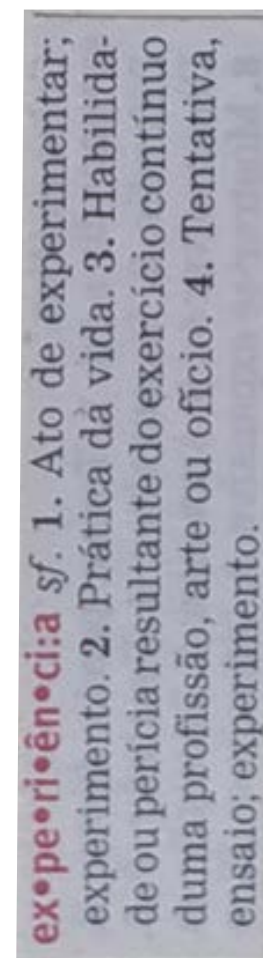 ex•pe•ri•ên•ci:a sf. 1. Ato de experimentar;
experimento. 2. Prática da vida. 3. Habilida-
de ou perícia resultante do exercício contínuo
duma profissão, arte ou ofício. 4. Tentativa,
ensaio; experimento.